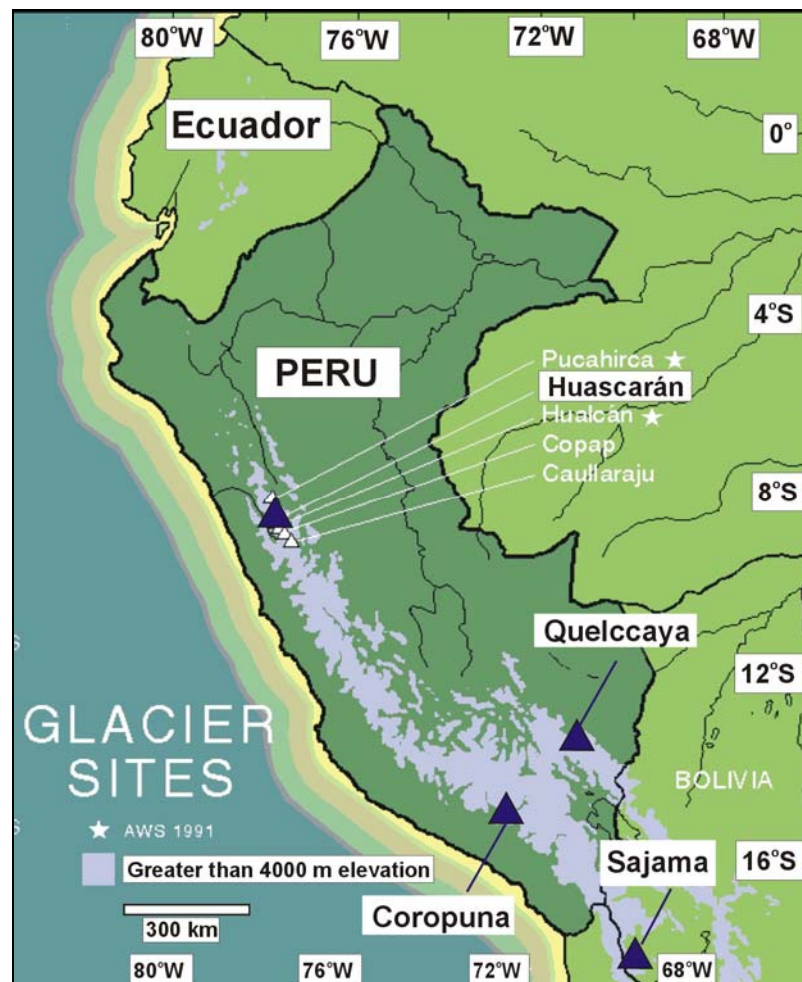 80°W 76°W 72°W 68°W
Ecuador
0°
4°S
Pucahirca
PERU
Huascarán
Hualcán
Copap
Caullaraju
8°S
Quelccaya
12°S
GLACIER
SITES
BOLIVIA
AWS 1991
Greater than 4000 m elevation
Sajama
16°S
300 km
Coropuna
80°W 76°W 72°W 68°W